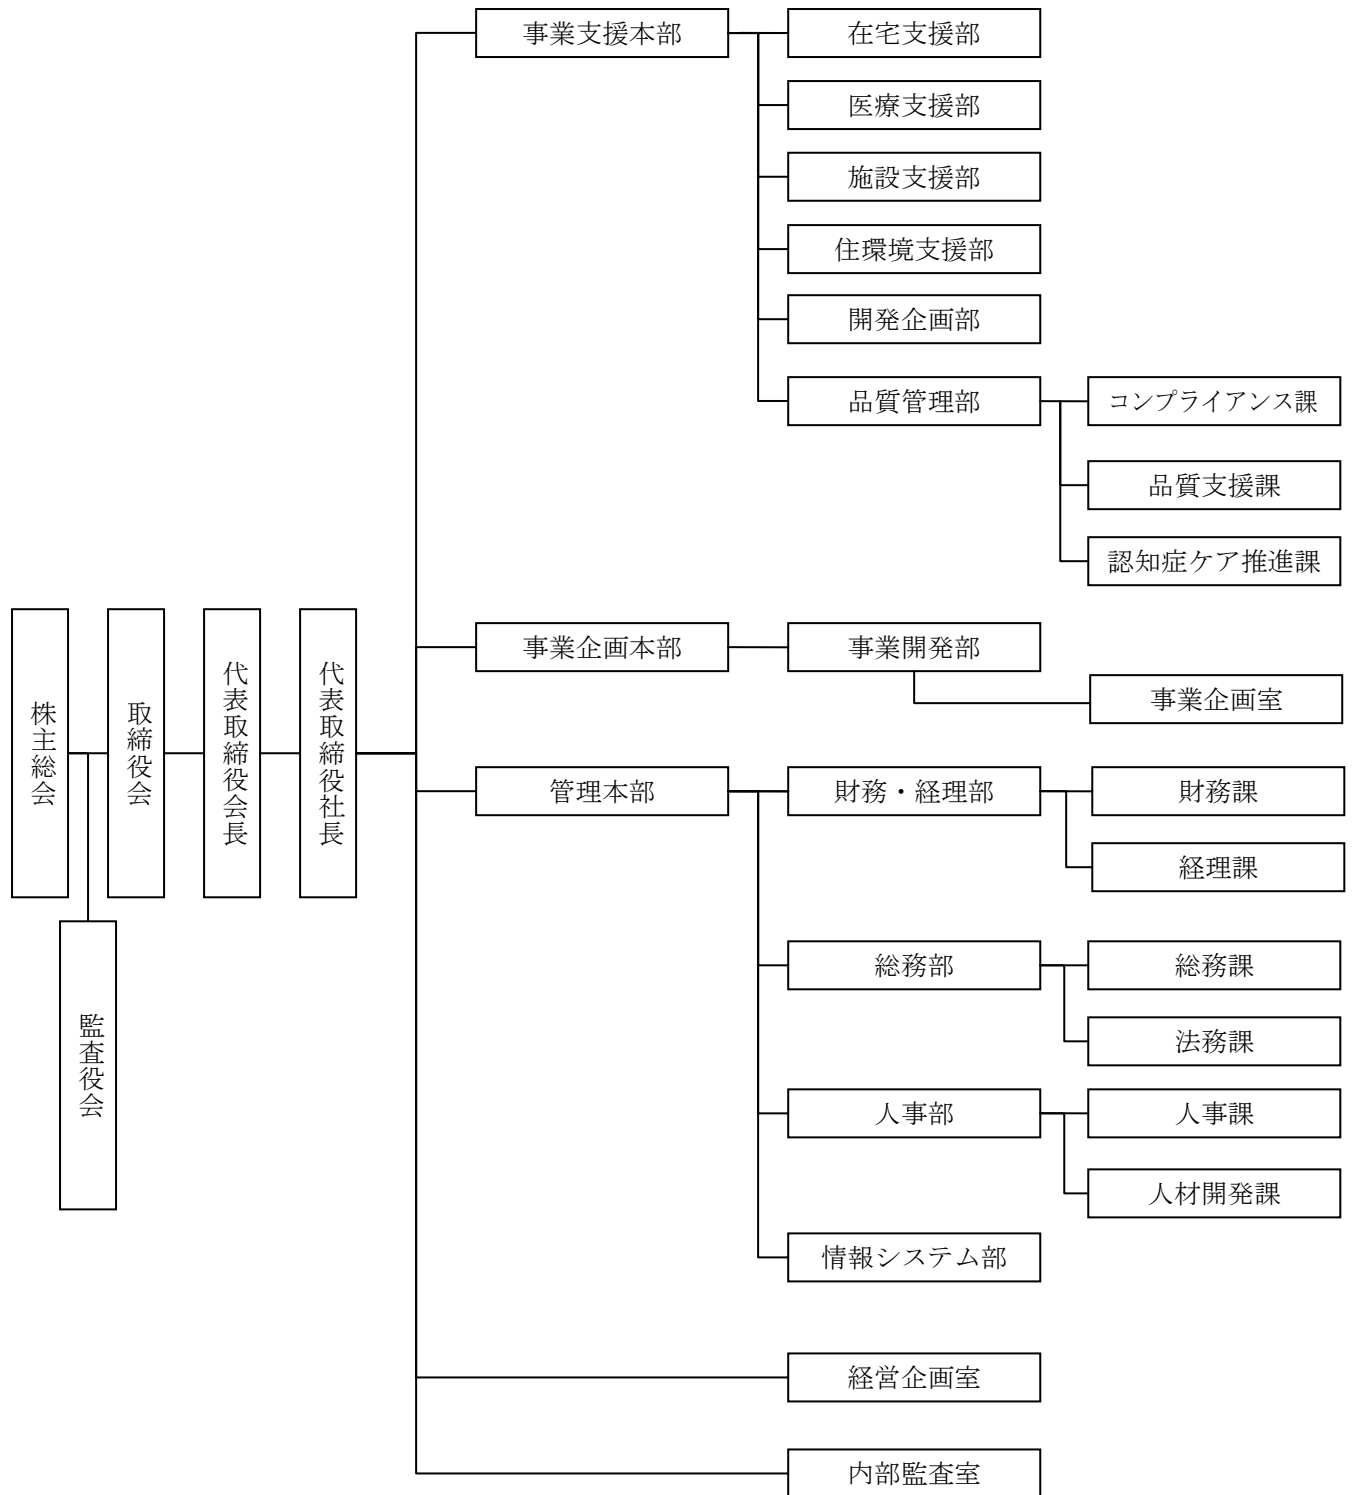 事業支援本部
在宅支援部
医療支援部
施設支援部
住環境支援部
開発企画部
品質管理部
コンプライアンス課
品質支援課
認知症ケア推進課
株主総会
取締役会
代表取締役会長
代表取締役社長
監査役会
事業企画本部
事業開発部
事業企画室
管理本部
財務・経理部
財務課
経理課
総務部
総務課
法務課
人事部
人事課
人材開発課
情報システム部
経営企画室
内部監査室